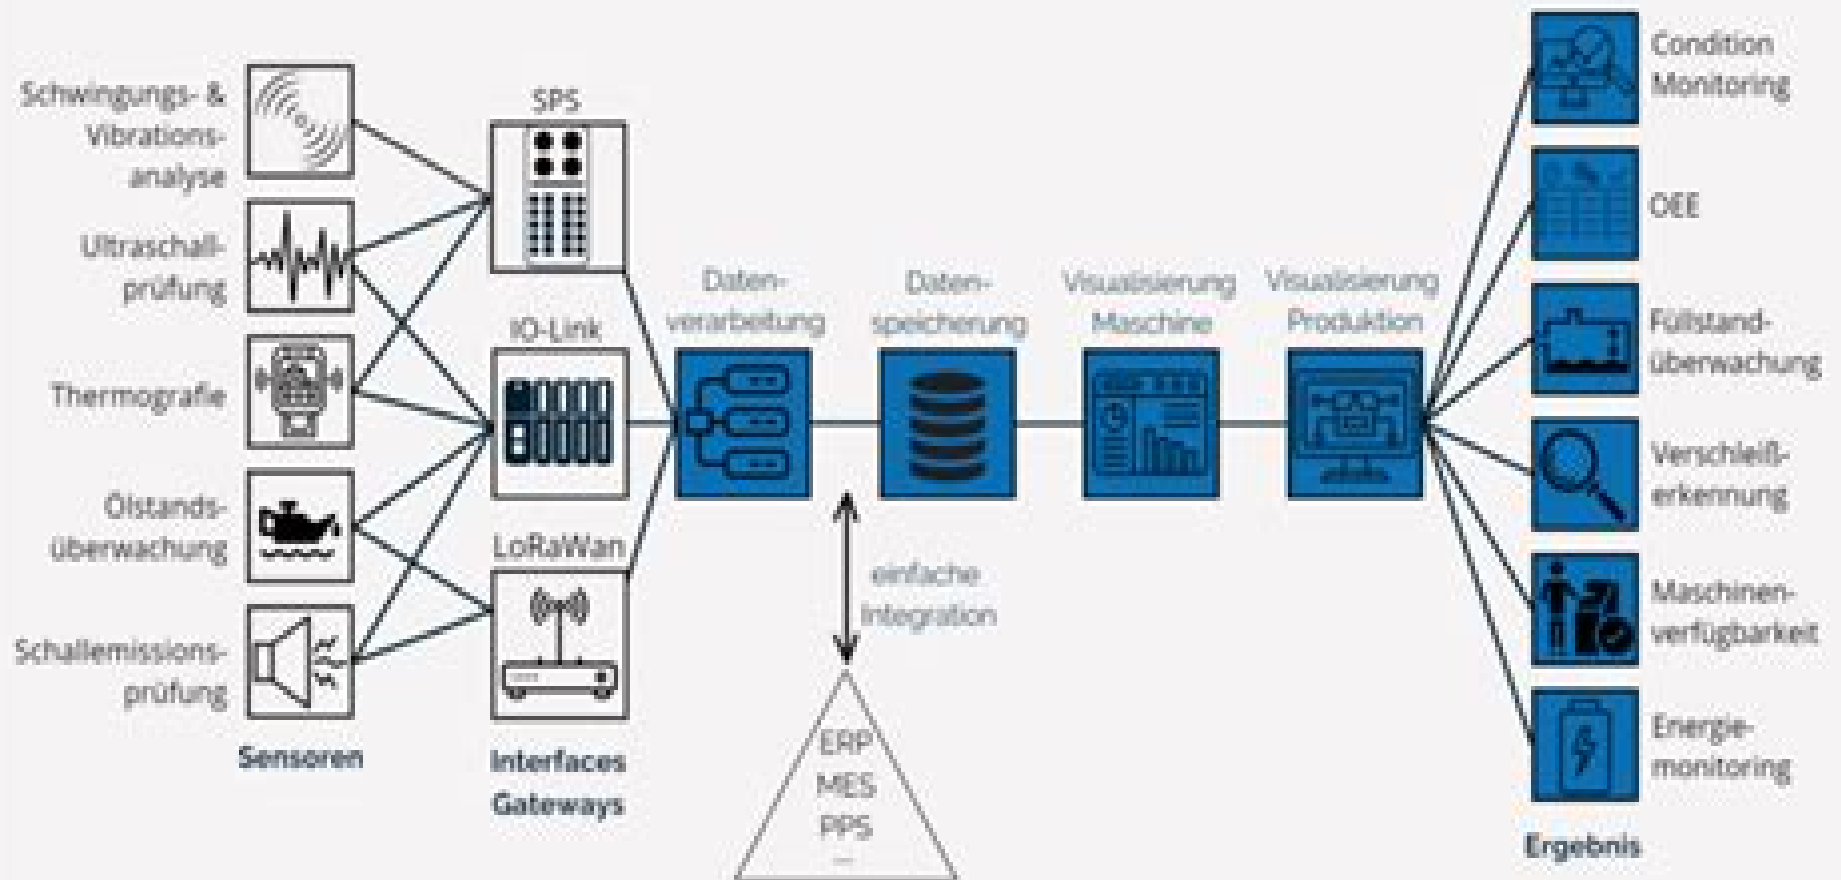 Schwingungs- &
Vibrations-
analyse
Ultraschall-
prüfung
Thermografie
Ölstands-
überwachung
Schallemissions-
prüfung
Sensoren
SPS
IO-Link
LoRaWan
Interfaces
Gateways
Daten-
verarbeitung
Daten-
speicherung
Visualisierung
Maschine
Visualisierung
Produktion
einfache
Integration
ERP
MES
PPS
...
Condition
Monitoring
OEE
Füllstand-
überwachung
Verschleiß-
erkennung
Maschinen-
verfügbarkeit
Energie-
monitoring
Ergebnis